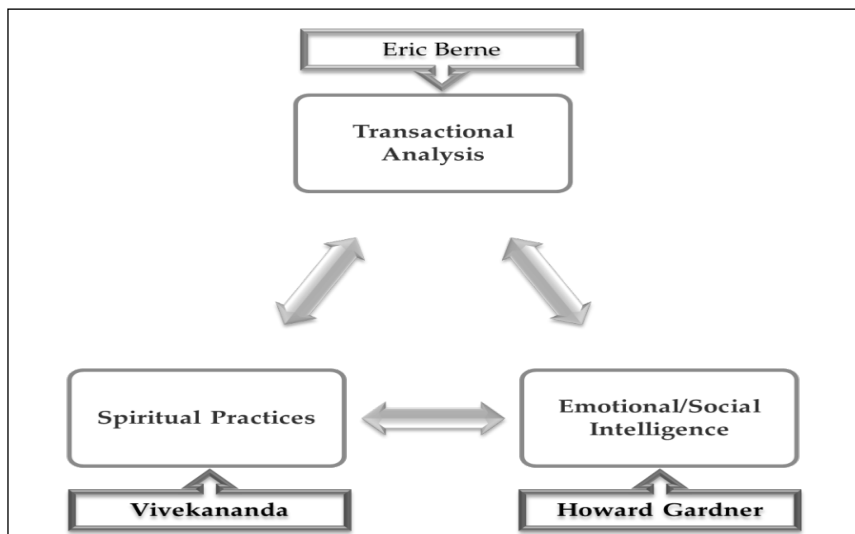 Eric Berne
Transactional
Analysis
Spiritual Practices
Emotional/Social
Intelligence
Vivekananda
Howard Gardner